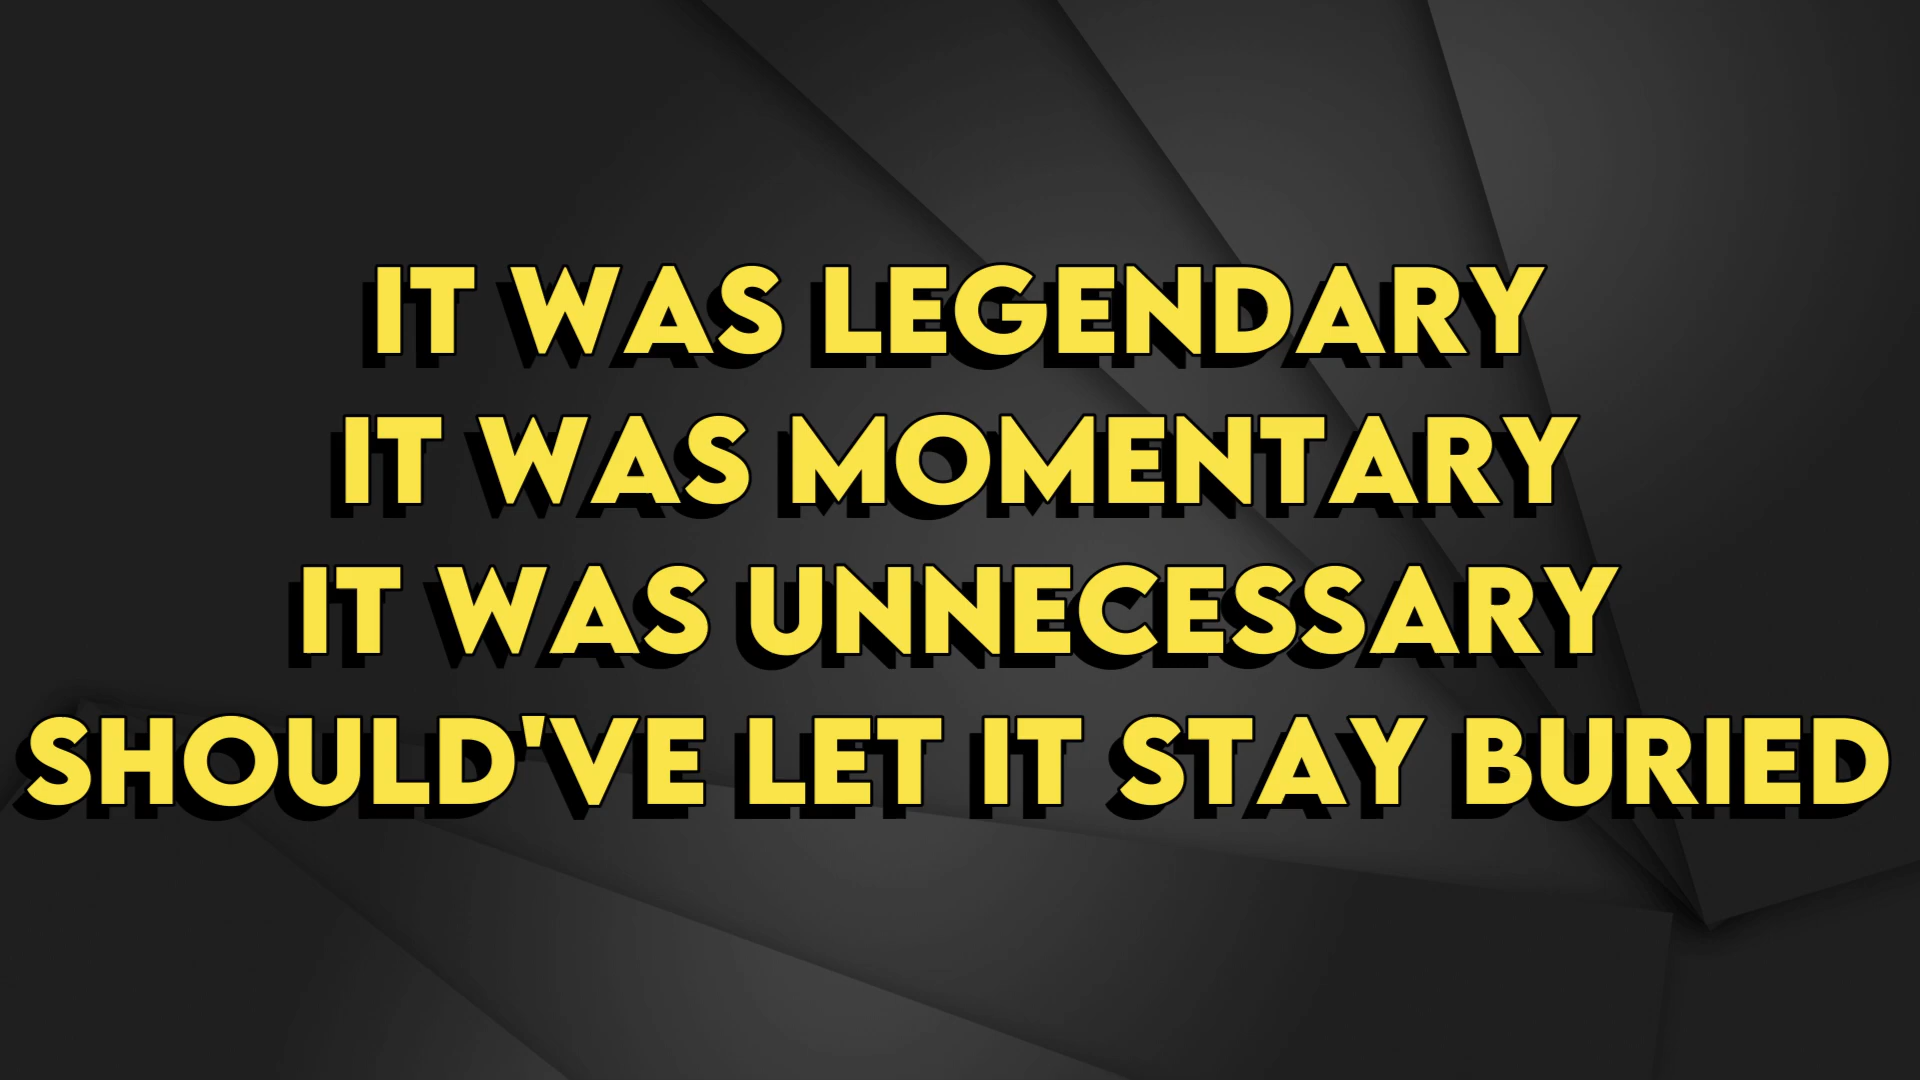 IT WAS LEGENDARY
IT WAS MOMENTARY
IT WAS UNNECESSARY
SHOULD'VE LET IT STAY BURIED